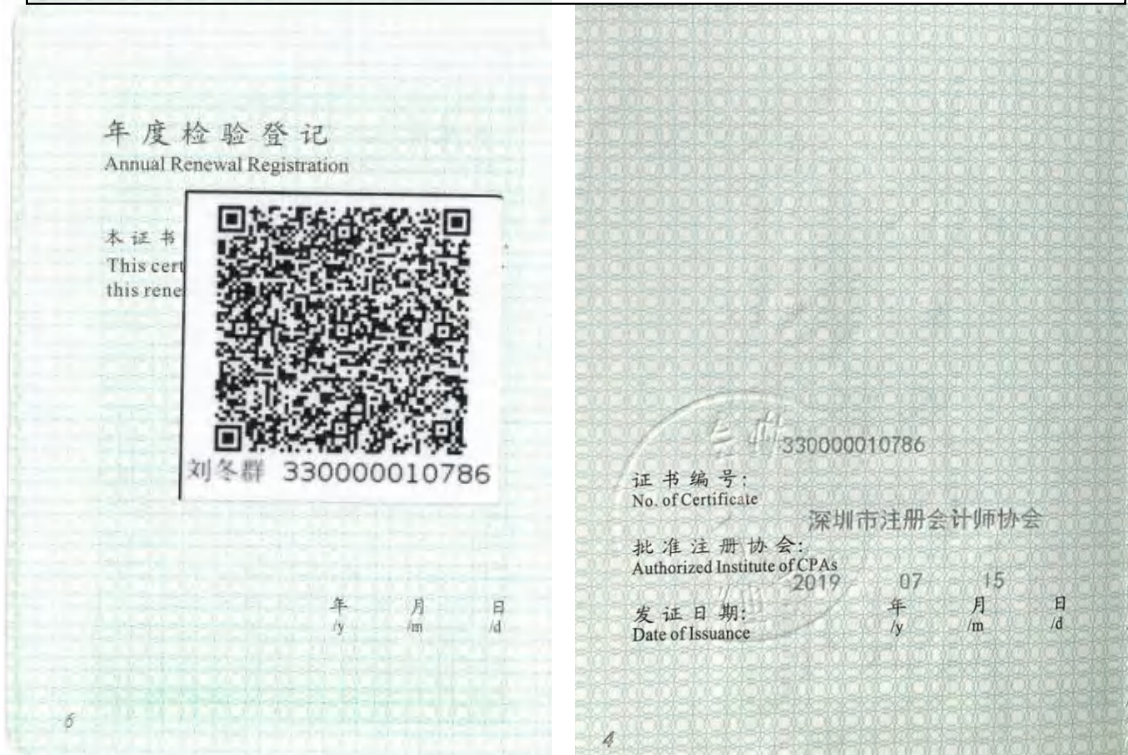 年度检验登记
Annual Renewal Registration
本证书
This cert
this rene
刘冬群 330000010786
年 月 日
/y /m /d
6
330000010786
证书编号:
No. of Certificate
深圳市注册会计师协会
批准注册协会:
Authorized Institute of CPAs
2019 07 15
发证日期: 年 月 日
Date of Issuance /y /m /d
4